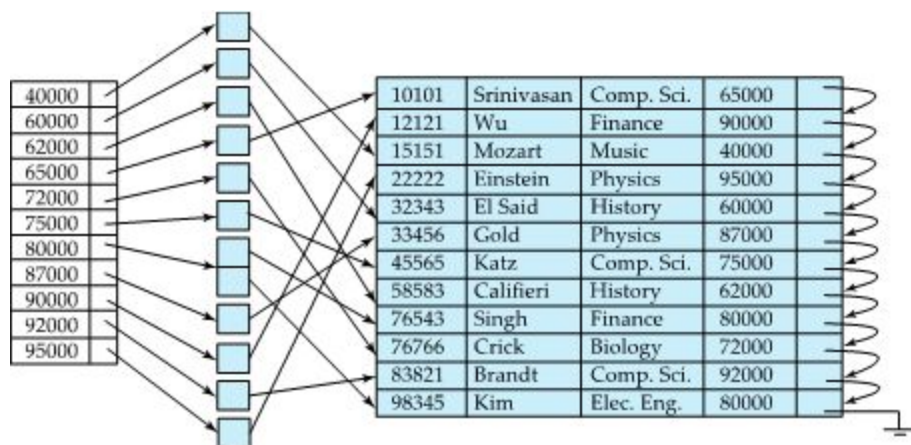 40000
60000
62000
65000
72000
75000
80000
87000
90000
92000
95000
10101 Srinivasan Comp. Sci. 65000
12121 Wu Finance 90000
15151 Mozart Music 40000
22222 Einstein Physics 95000
32343 El Said History 60000
33456 Gold Physics 87000
45565 Katz Comp. Sci. 75000
58583 Califieri History 62000
76543 Singh Finance 80000
76766 Crick Biology 72000
83821 Brandt Comp. Sci. 92000
98345 Kim Elec. Eng. 80000